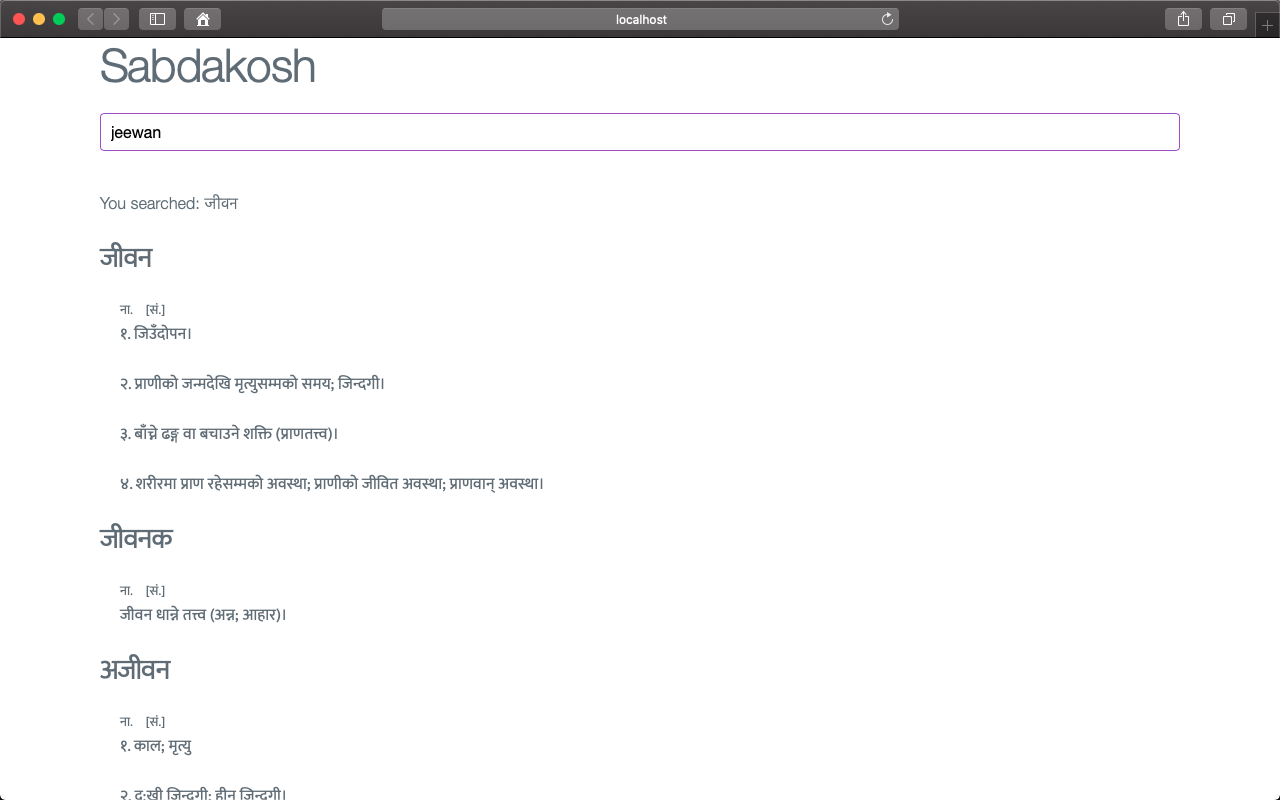 localhost
Sabdakosh
jeewan
You searched: जीवन
जीवन
ना. [सं.]
१. जिउँदोपन।
२. प्राणीको जन्मदेखि मृत्युसम्मको समय; जिन्दगी।
३. बाँच्ने ढङ्ग वा बचाउने शक्ति (प्राणतत्त्व)।
४. शरीरमा प्राण रहेसम्मको अवस्था; प्राणीको जीवित अवस्था; प्राणवान् अवस्था।
जीवनक
ना. [सं.]
जीवन धान्ने तत्त्व (अन्न; आहार)।
अजीवन
ना. [सं.]
१. काल; मृत्यु
२. दुःखी जिन्दगी; हीन जिन्दगी।